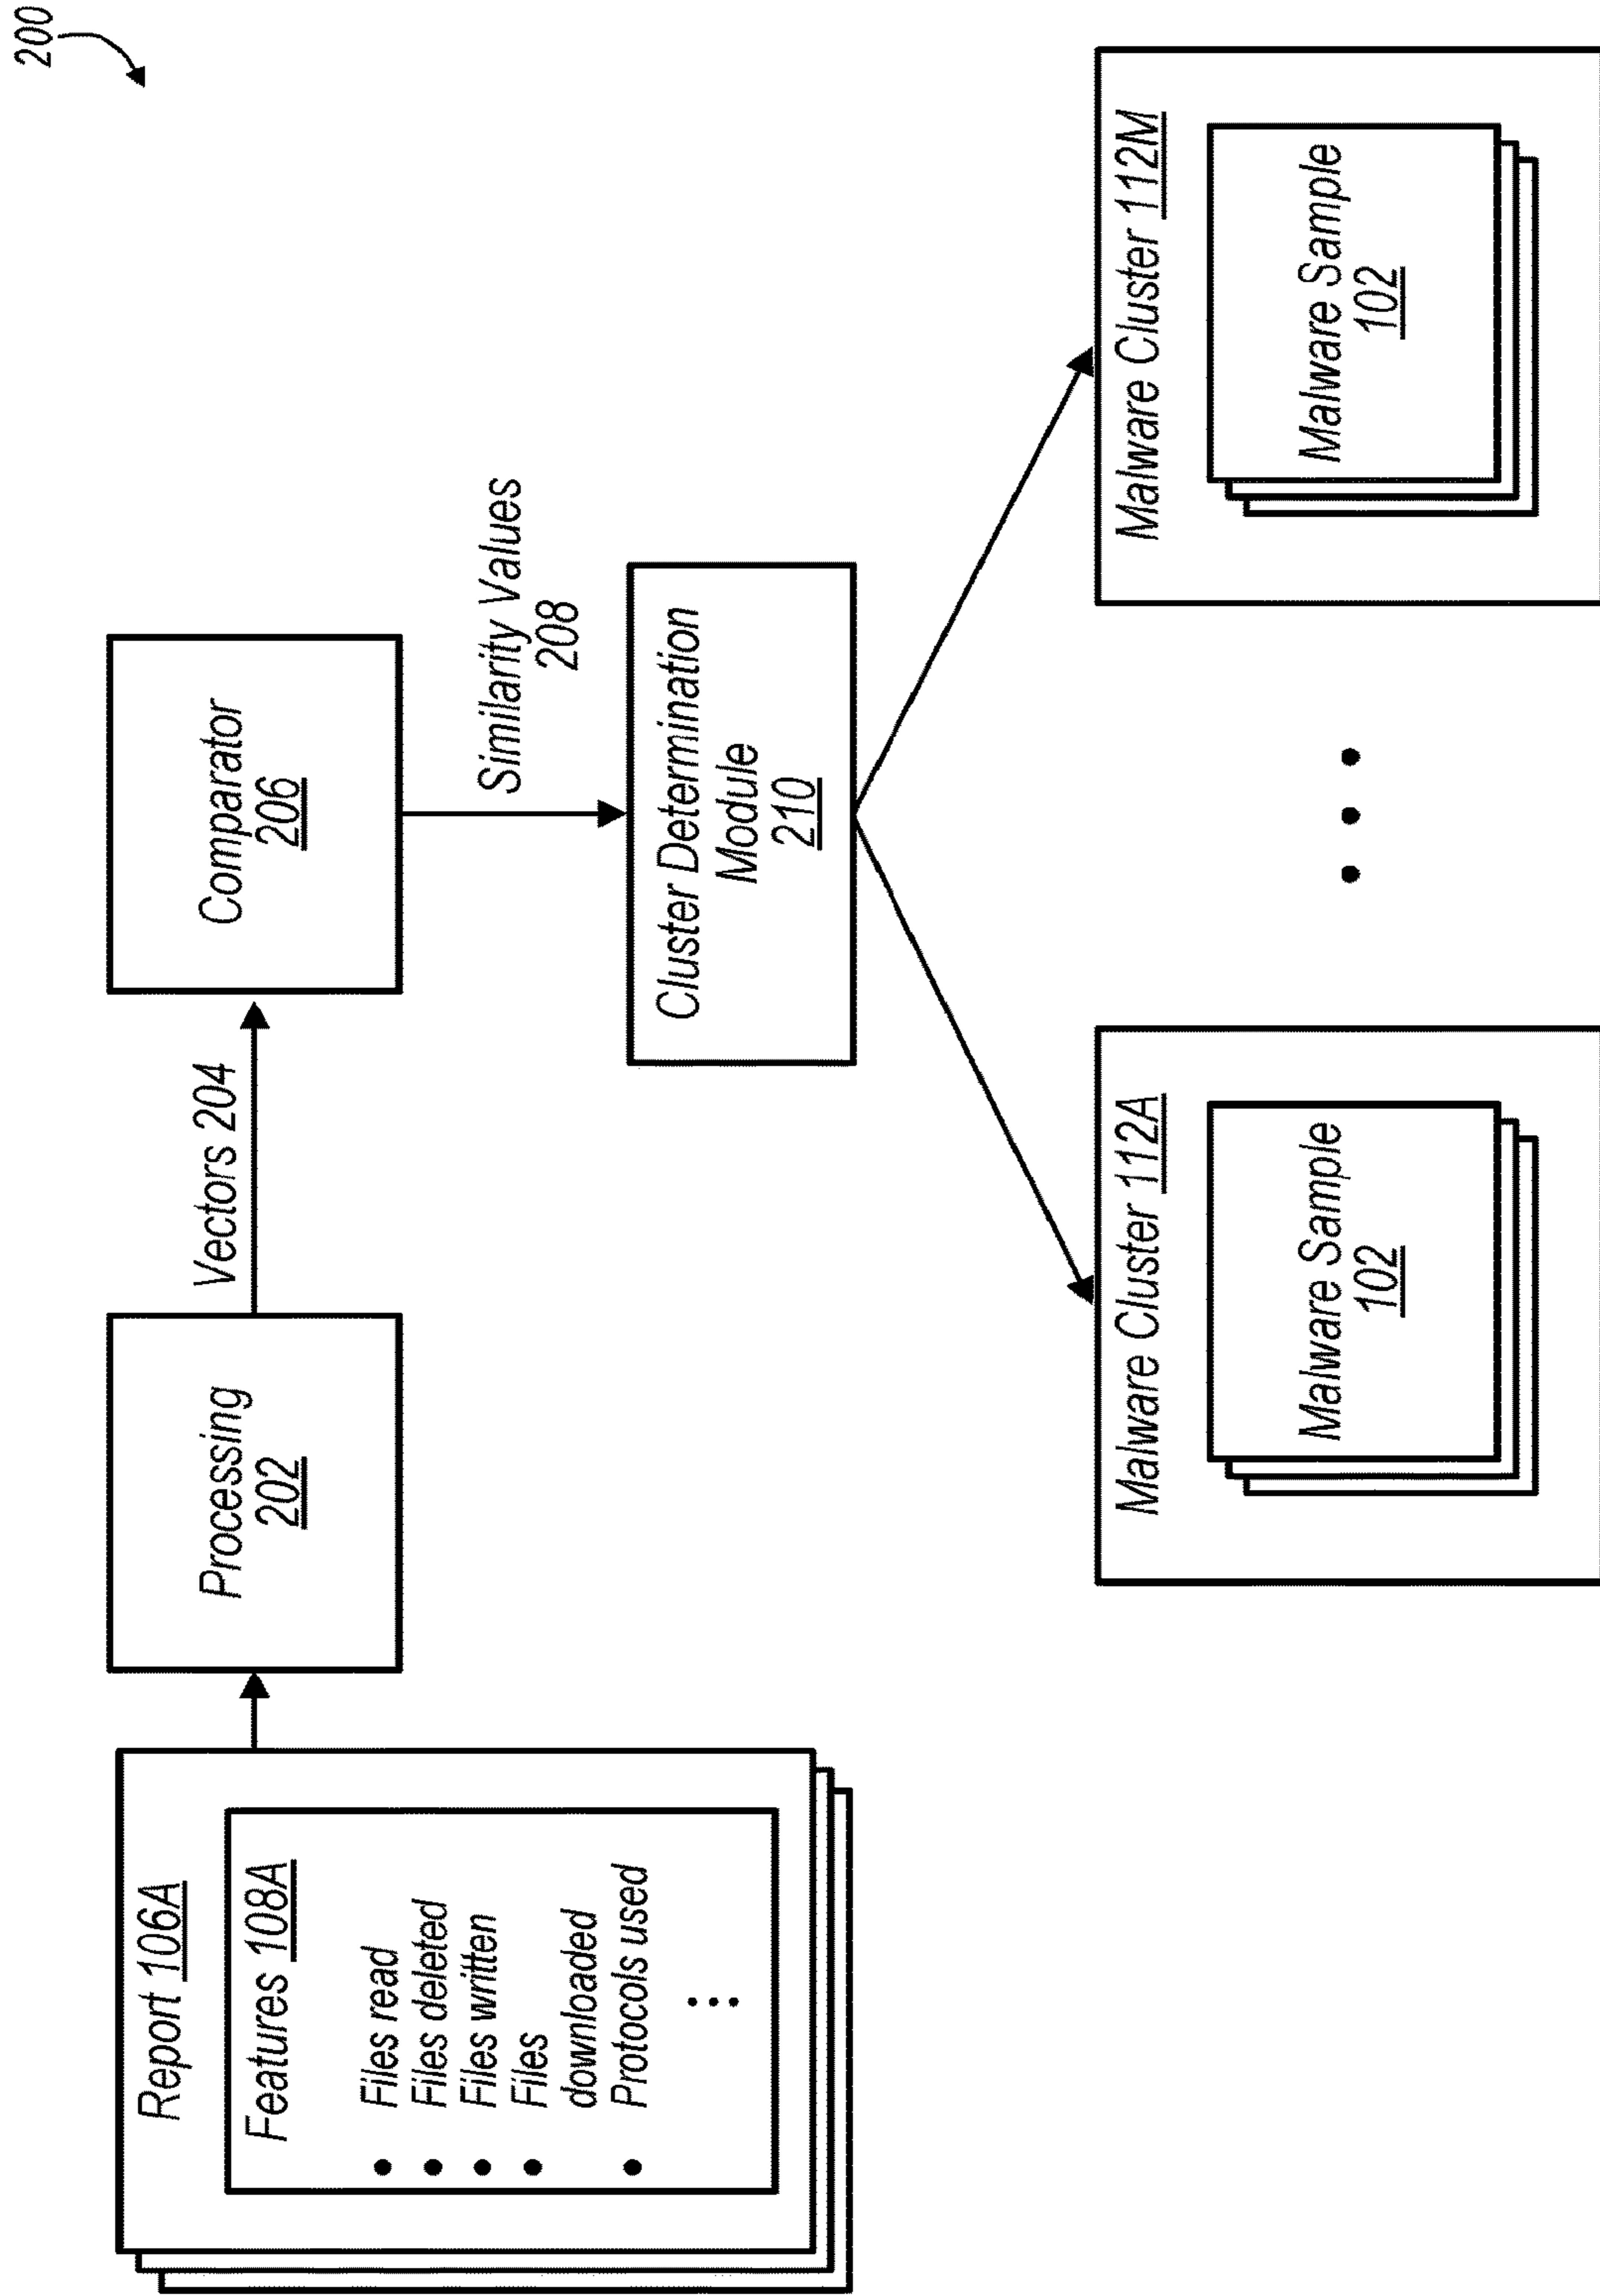 200
Report 106A
Features 108A
• Files read
• Files deleted
• Files written
• Files
downloaded
• Protocols used
Processing
202
Vectors 204
Comparator
206
Similarity Values
208
Cluster Determination
Module
210
Malware Cluster 112A
Malware Sample
102
Malware Cluster 112M
Malware Sample
102